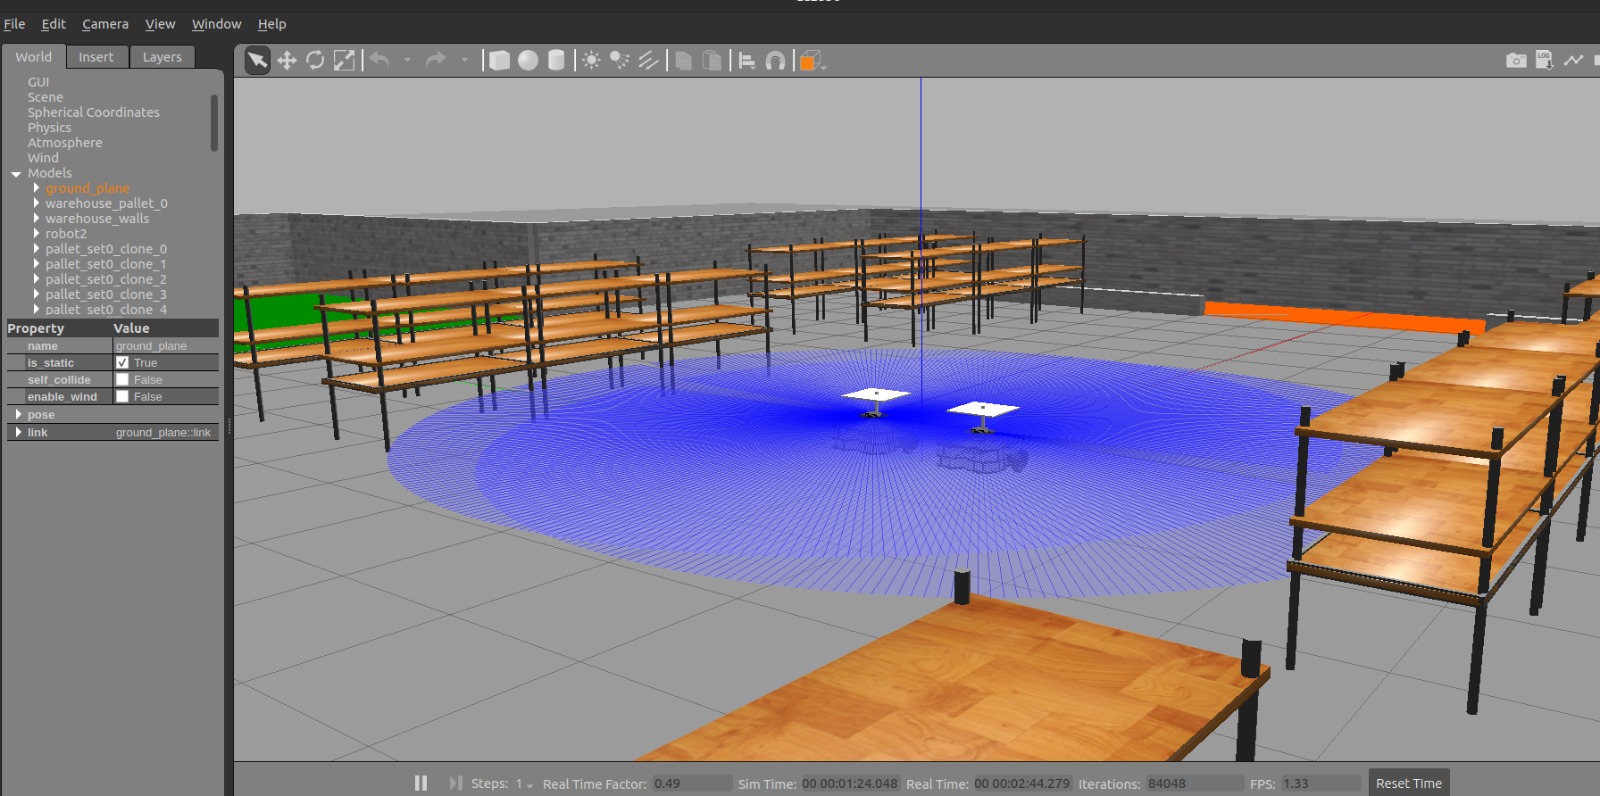 File Edit Camera View Window Help
World Insert Layers
GUI
Scene
Spherical Coordinates
Physics
Atmosphere
Wind
Models
ground_plane
warehouse_pallet_0
warehouse_walls
robot2
pallet_set0_clone_0
pallet_set0_clone_1
pallet_set0_clone_2
pallet_set0_clone_3
pallet_set0_clone_4
Property Value
name ground_plane
is_static True
self_collide False
enable_wind False
pose
link ground_plane::link
LOG
Steps: 1 Real Time Factor: 0.49 Sim Time: 00 00:01:24.048 Real Time: 00 00:02:44.279 Iterations: 84048 FPS: 1.33 Reset Time